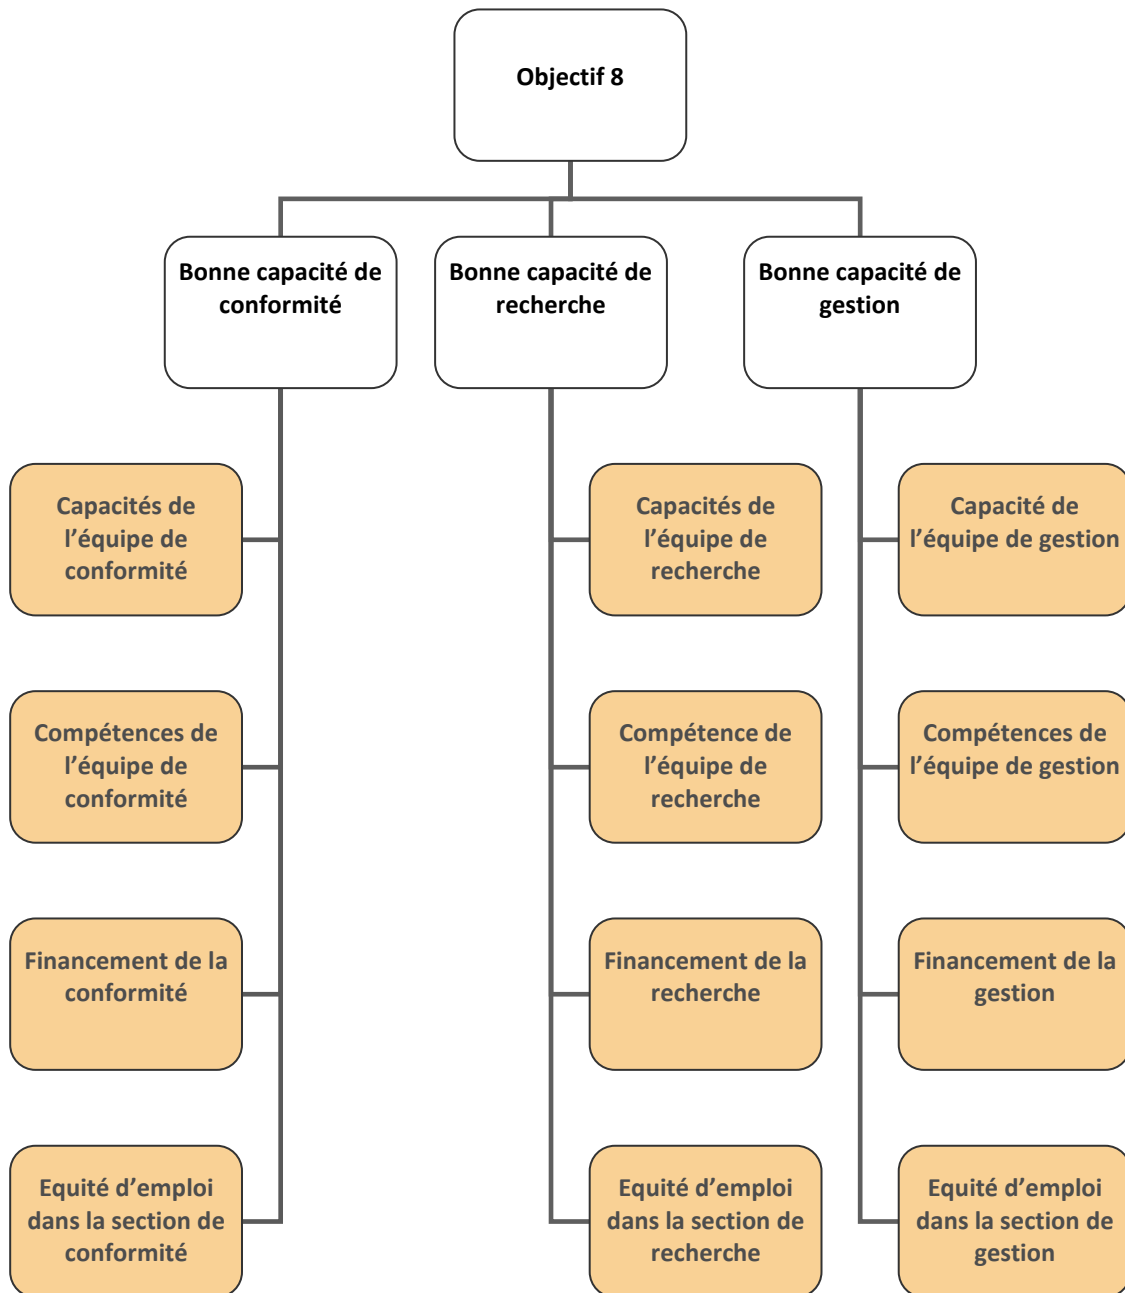 Objectif 8
Bonne capacité de
conformité
Bonne capacité de
recherche
Bonne capacité de
gestion
Capacités de
l’équipe de
conformité
Capacités de
l’équipe de
recherche
Capacité de
l’équipe de gestion
Compétences de
l’équipe de
conformité
Compétence de
l’équipe de
recherche
Compétences de
l’équipe de gestion
Financement de la
conformité
Financement de la
recherche
Financement de la
gestion
Equité d’emploi
dans la section de
conformité
Equité d’emploi
dans la section de
recherche
Equité d’emploi
dans la section de
gestion